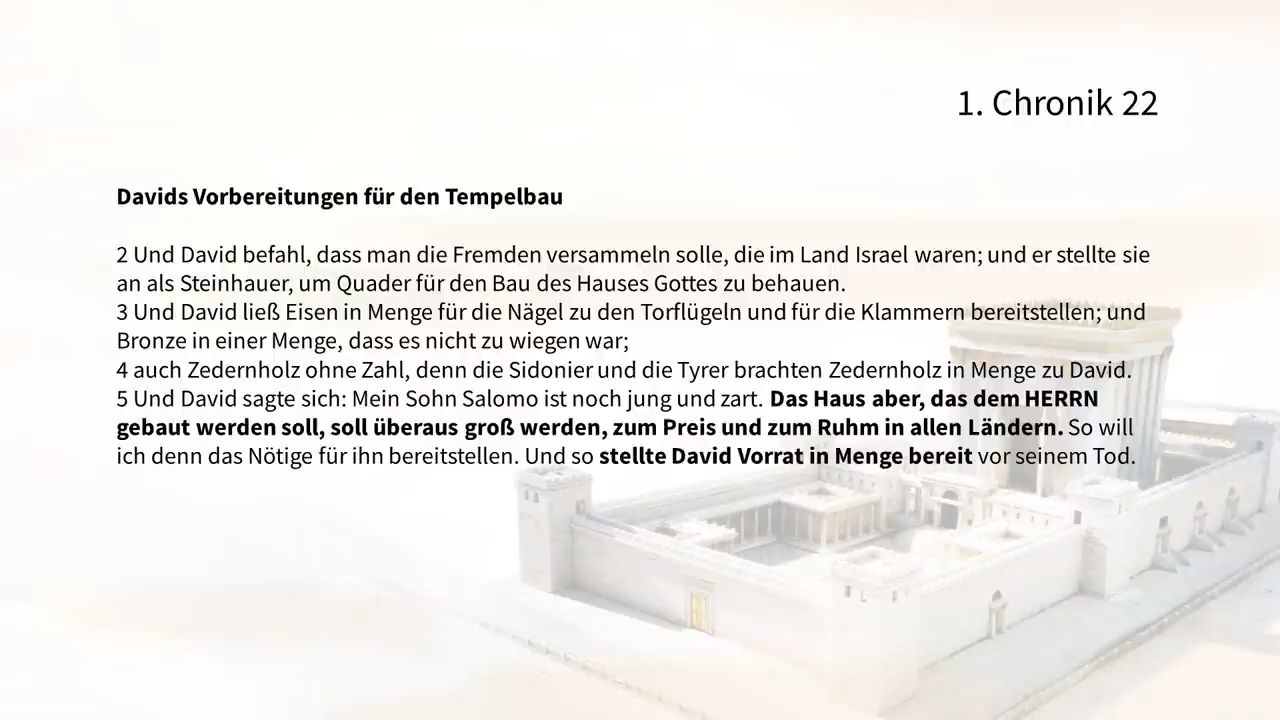 1. Chronik 22
Davids Vorbereitungen für den Tempelbau
2 Und David befahl, dass man die Fremden versammeln solle, die im Land Israel waren; und er stellte sie
an als Steinhauer, um Quader für den Bau des Hauses Gottes zu behauen.
3 Und David ließ Eisen in Menge für die Nägel zu den Torflügeln und für die Klammern bereitstellen; und
Bronze in einer Menge, dass es nicht zu wiegen war;
4 auch Zedernholz ohne Zahl, denn die Sidonier und die Tyrer brachten Zedernholz in Menge zu David.
5 Und David sagte sich: Mein Sohn Salomo ist noch jung und zart. Das Haus aber, das dem HERRN
gebaut werden soll, soll überaus groß werden, zum Preis und zum Ruhm in allen Ländern. So will
ich denn das Nötige für ihn bereitstellen. Und so stellte David Vorrat in Menge bereit vor seinem Tod.